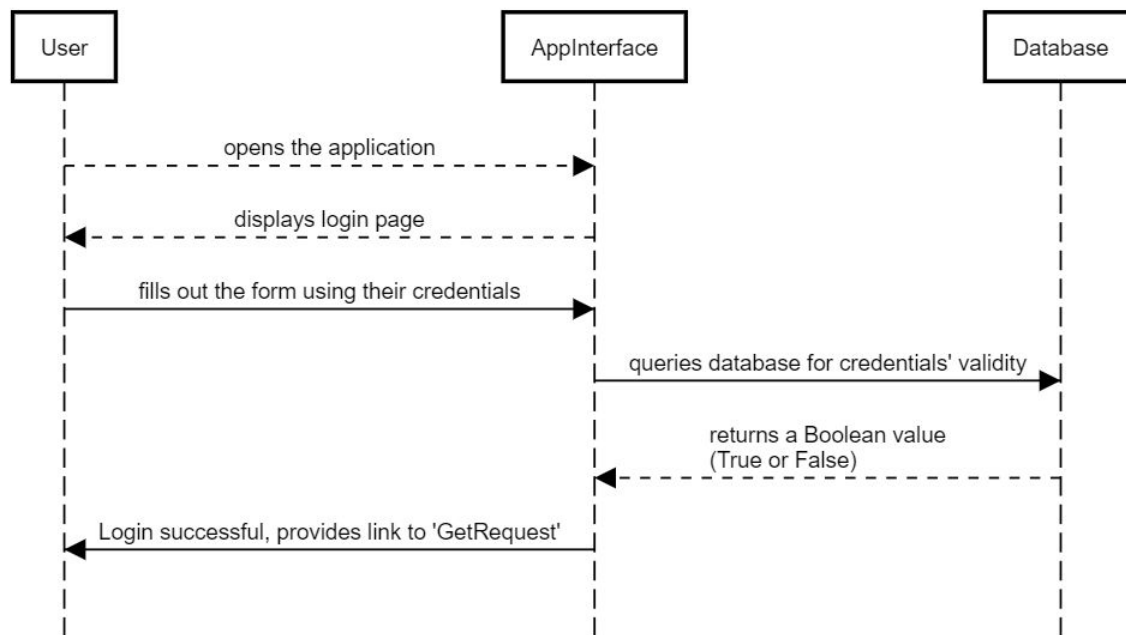 User
AppInterface
Database
opens the application
displays login page
fills out the form using their credentials
queries database for credentials' validity
returns a Boolean value
(True or False)
Login successful, provides link to 'GetRequest'